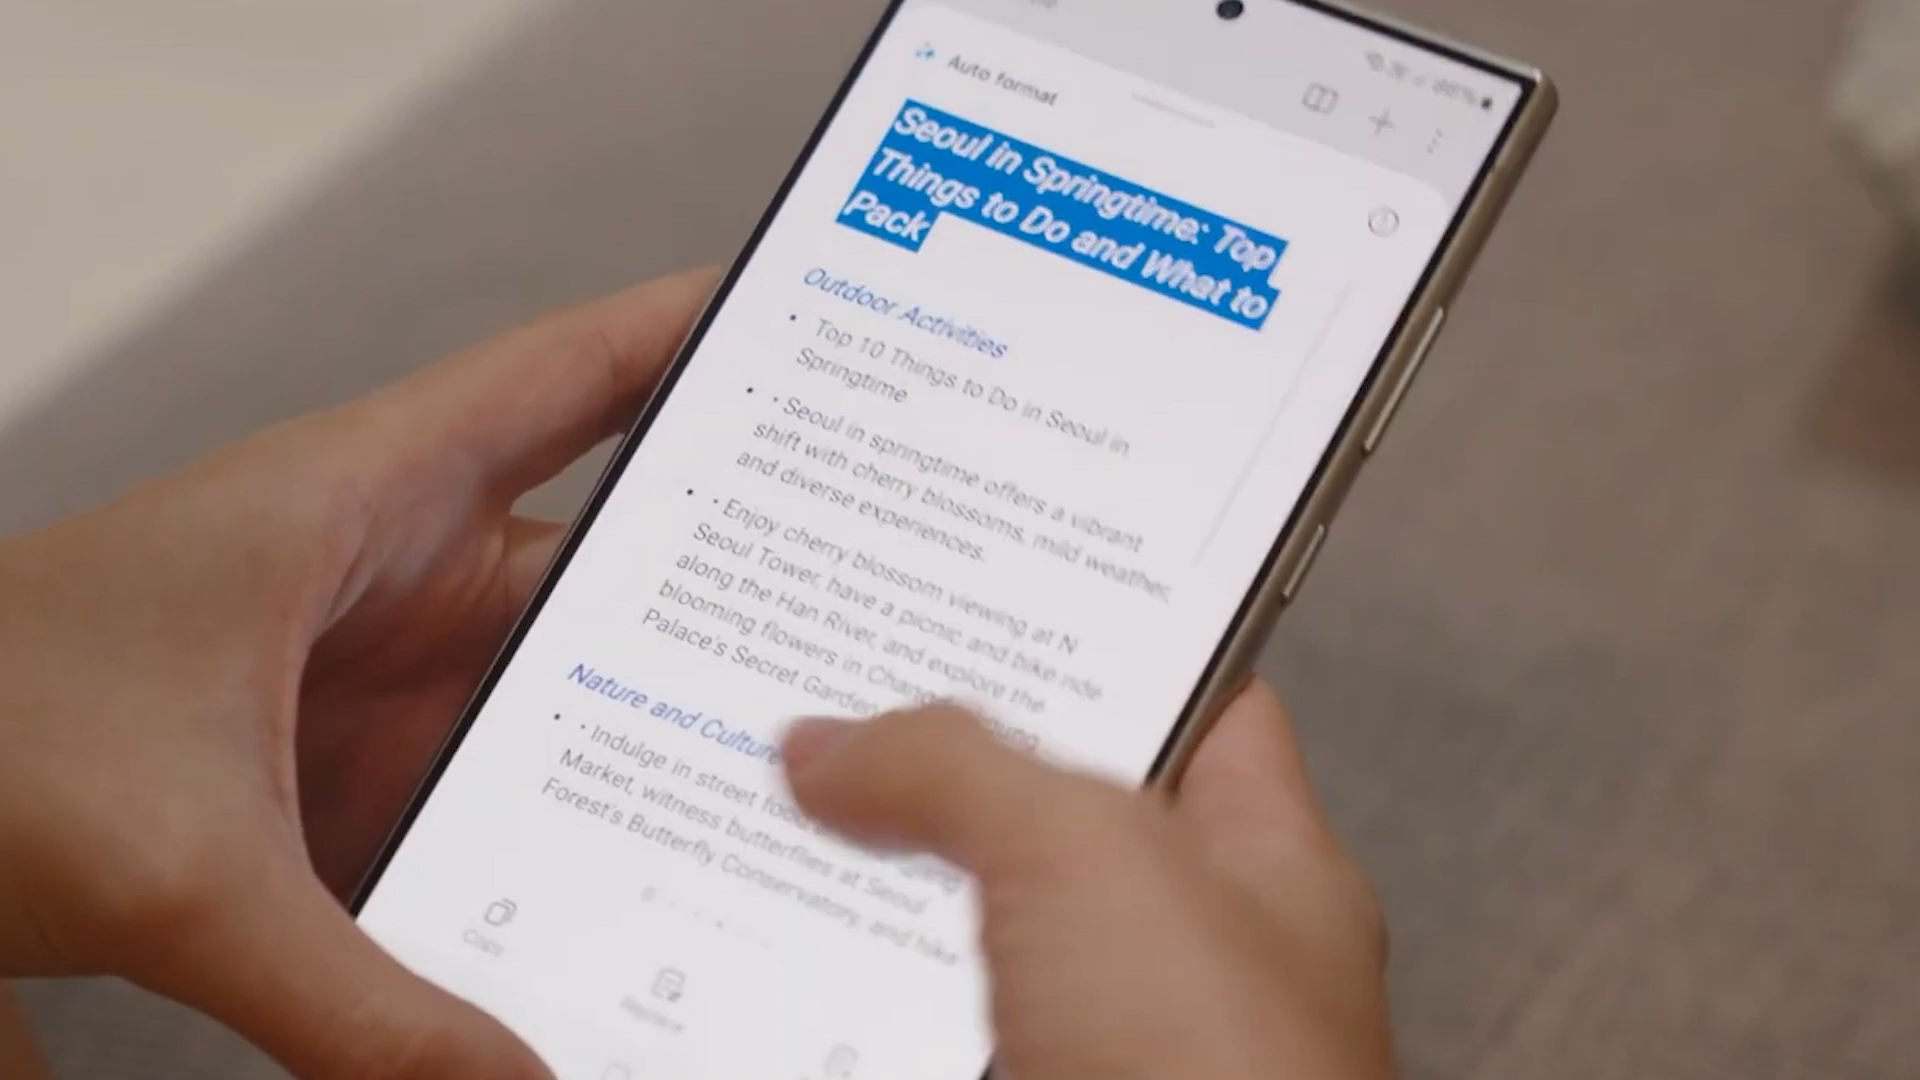 86%
Auto format
Seoul in Springtime: Top
Things to Do and What to
Pack
Outdoor Activities
• Top 10 Things to Do in Seoul in
Springtime
• • Seoul in springtime offers a vibrant
shift with cherry blossoms, mild weather,
and diverse experiences.
• • Enjoy cherry blossom viewing at N
Seoul Tower, have a picnic and bike ride
along the Han River, and explore the
blooming flowers in
Palace's Secret Garden
Nature and Culture
• • Indulge in street food
Market, witness butterflies at Seoul
Forest's Butterfly Conservatory, and hike
Copy
Replace